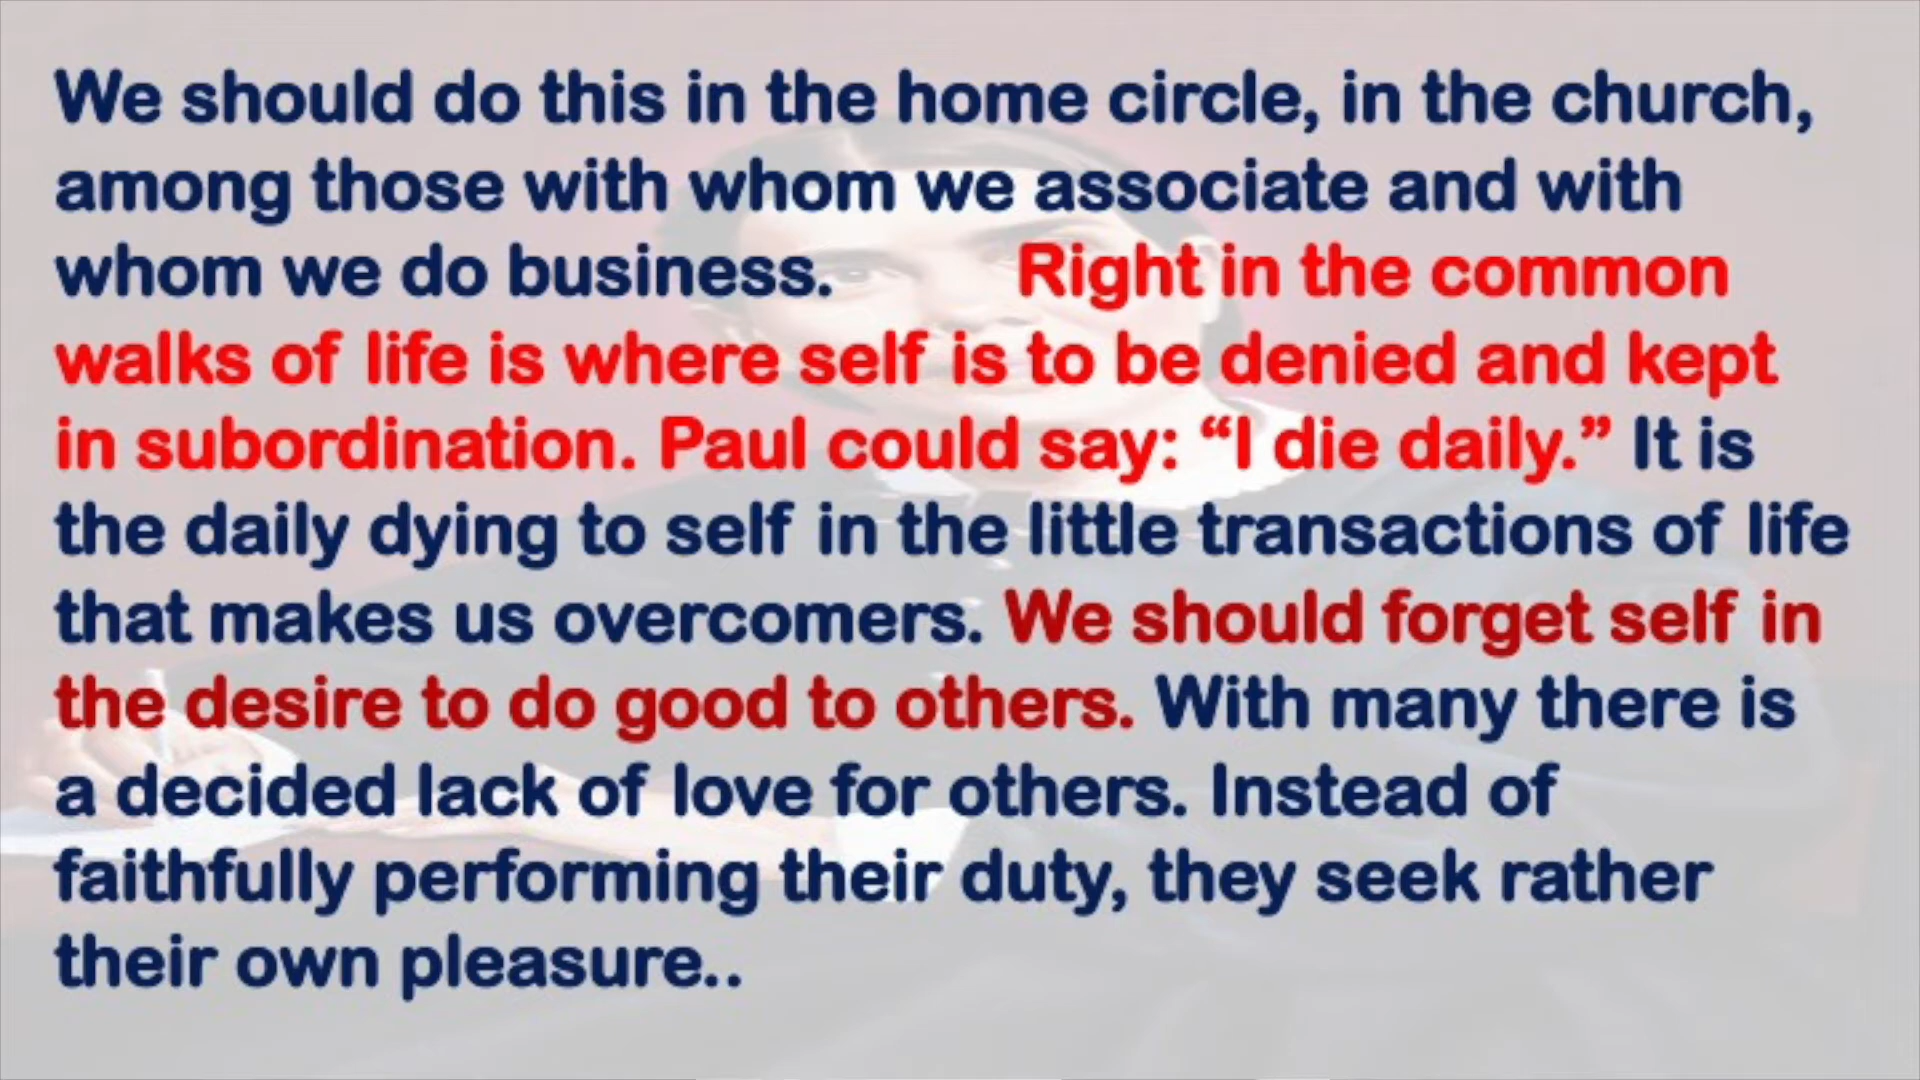 We should do this in the home circle, in the church,
among those with whom we associate and with
whom we do business. Right in the common
walks of life is where self is to be denied and kept
in subordination. Paul could say: “I die daily.” It is
the daily dying to self in the little transactions of life
that makes us overcomers. We should forget self in
the desire to do good to others. With many there is
a decided lack of love for others. Instead of
faithfully performing their duty, they seek rather
their own pleasure..